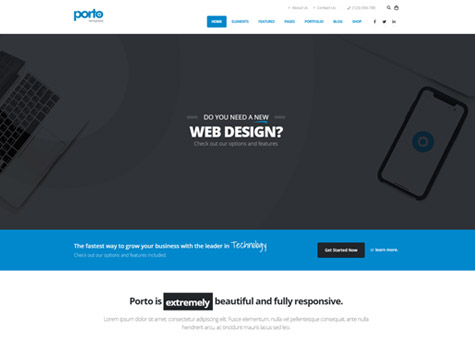 About Us Contact Us (123) 456-789
porto
HOME ELEMENTS FEATURES PAGES PORTFOLIO BLOG SHOP
DO YOU NEED A NEW
WEB DESIGN?
Check out our options and features
The fastest way to grow your business with the leader in Technology
Check out our options and features included.
Get Started Now or learn more.
Porto is extremely beautiful and fully responsive.
Lorem ipsum dolor sit amet, consectetur adipiscing elit. Fusce elementum, nulla vel pellentesque consequat, ante nulla
hendrerit arcu, ac tincidunt mauris lacus sed leo.